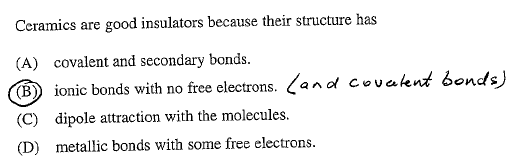 Ceramics are good insulators because their structure has
(A) covalent and secondary bonds.
(B) ionic bonds with no free electrons. (and covalent bonds)
(C) dipole attraction with the molecules.
(D) metallic bonds with some free electrons.